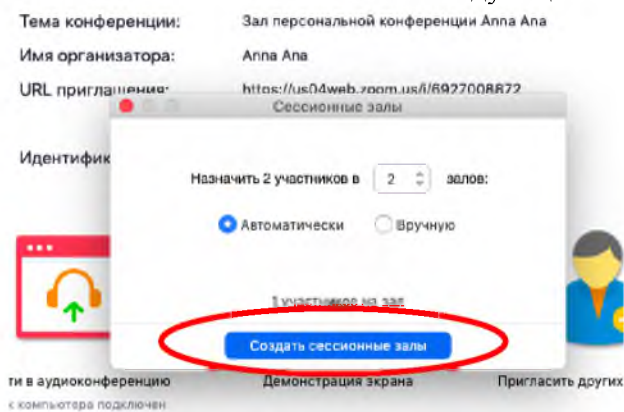 Тема конференции: Зал персональной конференции Anna Ana
Имя организатора: Anna Ana
URL приглашения: https://us04web.zoom.us/j/6927008872
Сессионные залы
Идентифик
Назначить 2 участников в 2 залов:
Автоматически Вручную
1 участников на зал
Создать сессионные залы
ти в аудиоконференцию Демонстрация экрана Пригласить других
к компьютера подключен